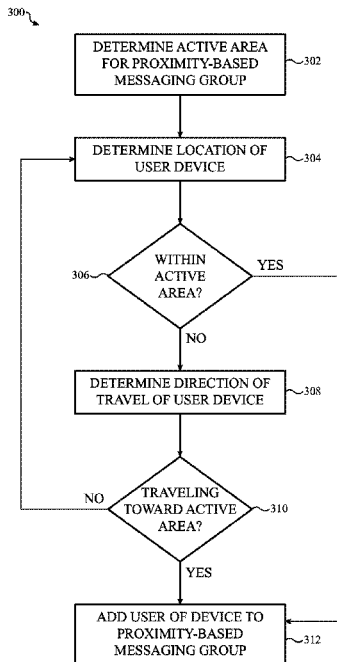 300
DETERMINE ACTIVE AREA
FOR PROXIMITY-BASED
MESSAGING GROUP
302
DETERMINE LOCATION OF
USER DEVICE
304
WITHIN
ACTIVE
AREA?
306
YES
NO
DETERMINE DIRECTION OF
TRAVEL OF USER DEVICE
308
TRAVELING
TOWARD ACTIVE
AREA?
310
NO
YES
ADD USER OF DEVICE TO
PROXIMITY-BASED
MESSAGING GROUP
312